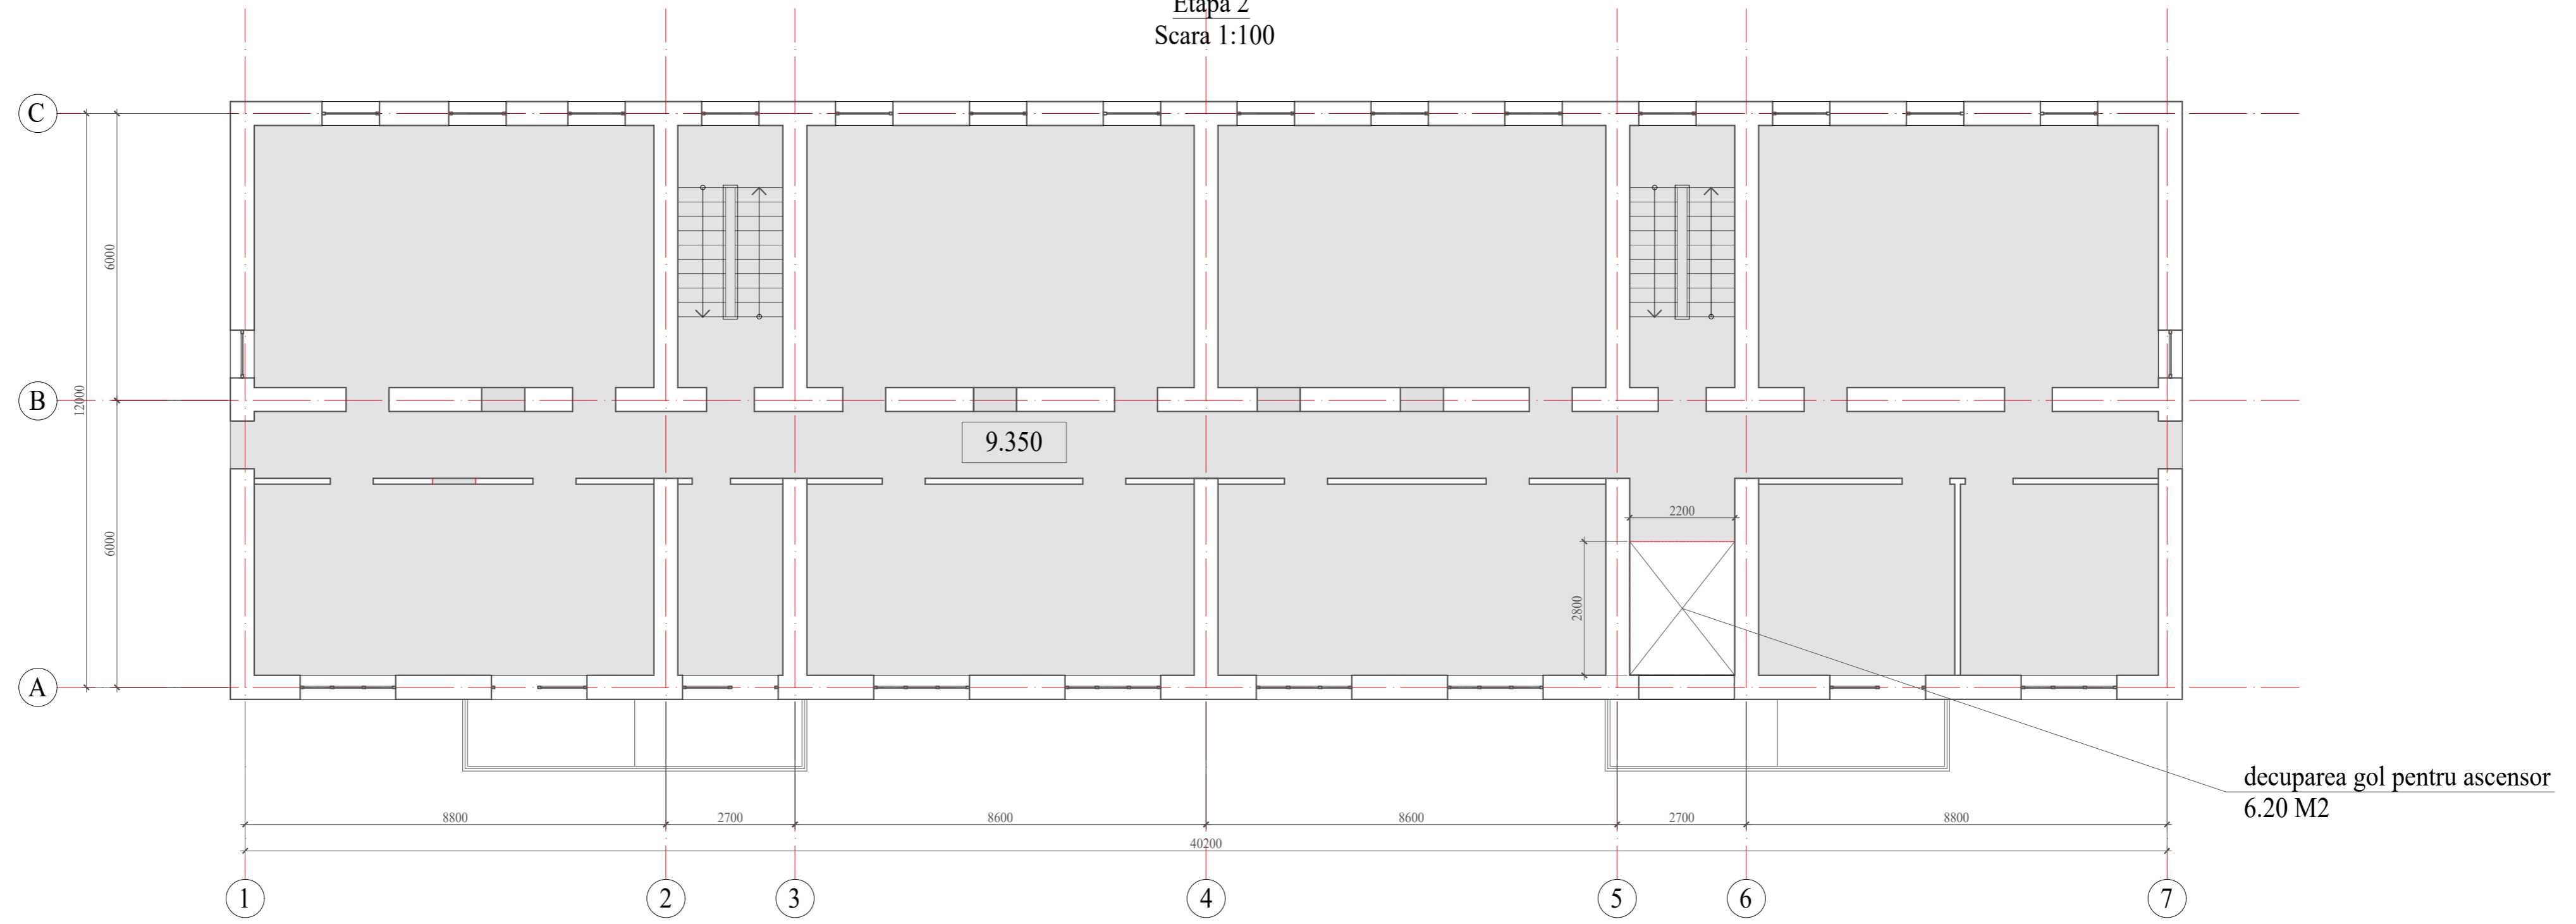 Etapa 2
Scara 1:100
C
B
A
6000
12000
6000
9.350
2200
2800
decuparea gol pentru ascensor
6.20 M2
8800
2700
8600
8600
2700
8800
40200
1
2
3
4
5
6
7